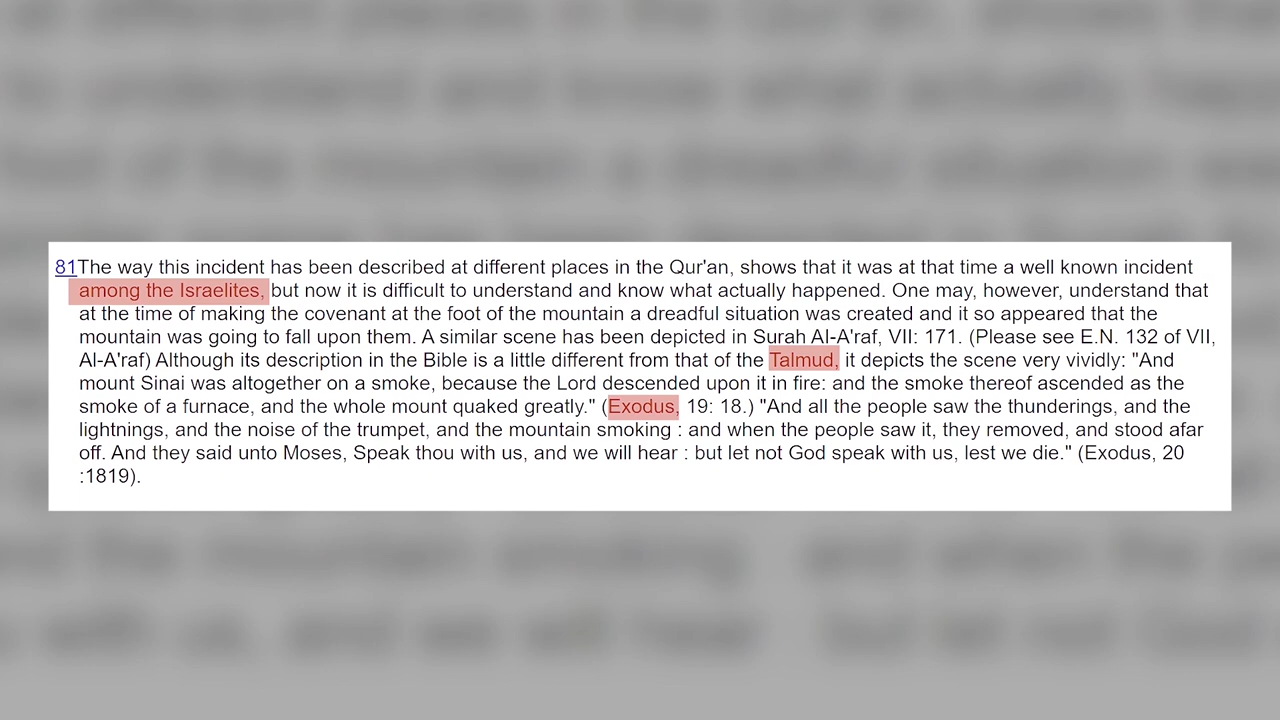 81The way this incident has been described at different places in the Qur'an, shows that it was at that time a well known incident
among the Israelites, but now it is difficult to understand and know what actually happened. One may, however, understand that
at the time of making the covenant at the foot of the mountain a dreadful situation was created and it so appeared that the
mountain was going to fall upon them. A similar scene has been depicted in Surah Al-A'raf, VII: 171. (Please see E.N. 132 of VII,
Al-A'raf) Although its description in the Bible is a little different from that of the Talmud, it depicts the scene very vividly: "And
mount Sinai was altogether on a smoke, because the Lord descended upon it in fire: and the smoke thereof ascended as the
smoke of a furnace, and the whole mount quaked greatly." (Exodus, 19: 18.) "And all the people saw the thunderings, and the
lightnings, and the noise of the trumpet, and the mountain smoking : and when the people saw it, they removed, and stood afar
off. And they said unto Moses, Speak thou with us, and we will hear : but let not God speak with us, lest we die." (Exodus, 20
:1819).